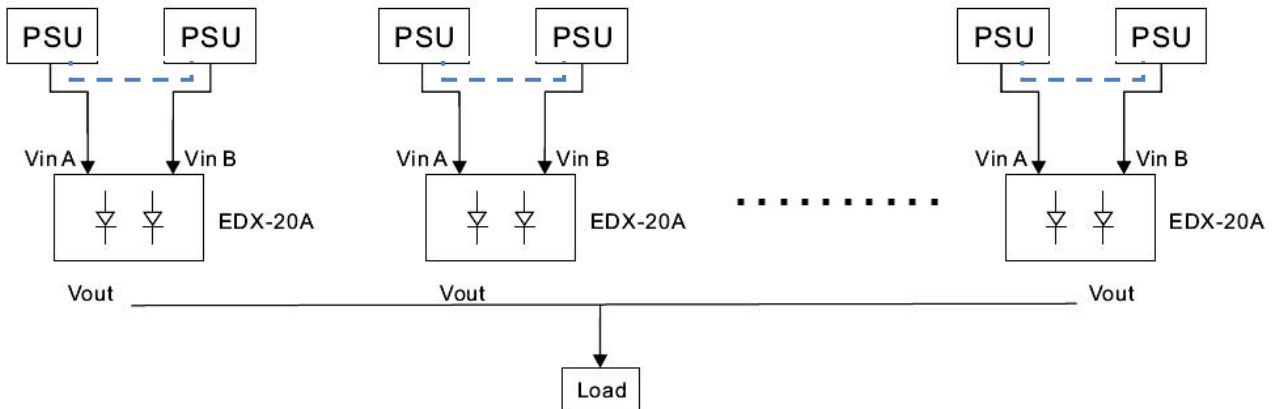 PSU PSU PSU PSU PSU PSU
Vin A Vin B Vin A Vin B Vin A Vin B
EDX-20A EDX-20A EDX-20A
Vout Vout Vout
Load